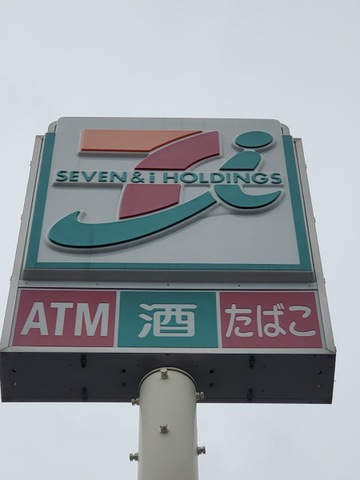 SEVEN & i HOLDINGS
ATM 酒 たばこ